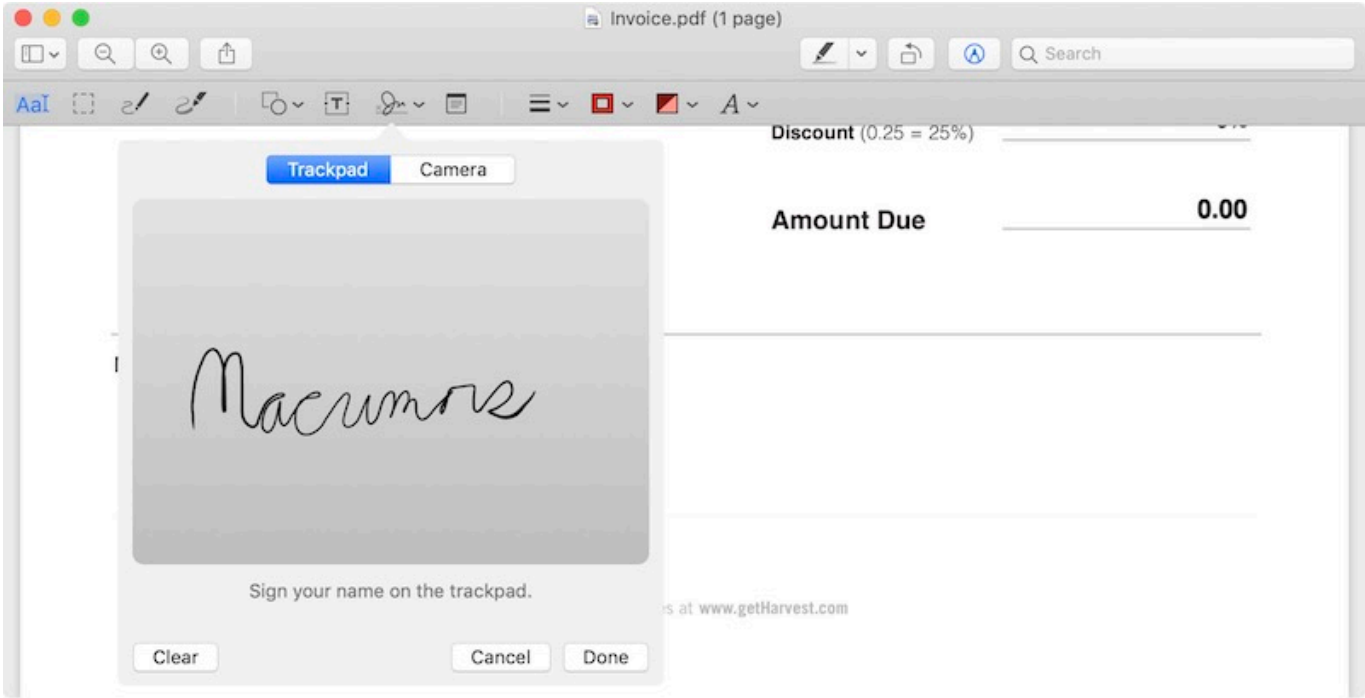 Invoice.pdf (1 page)
Search
AaI T A
Discount (0.25 = 25%)
Trackpad Camera
Amount Due 0.00
Macrumors
Sign your name on the trackpad.
s at www.getHarvest.com
Clear Cancel Done